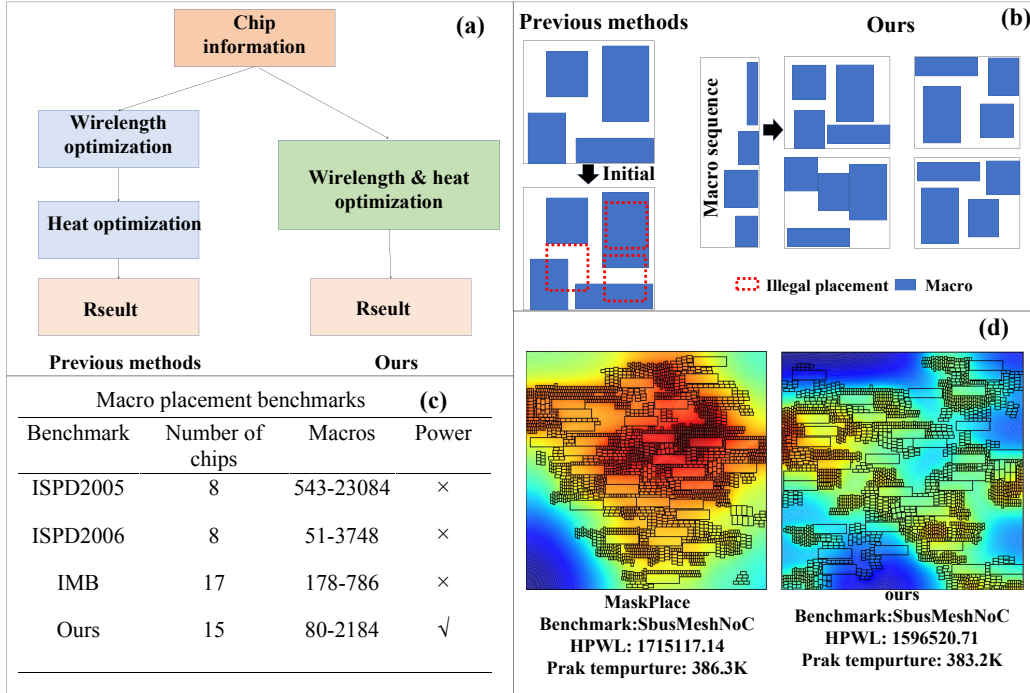 (a)
Chip
information
Wirelength
optimization
Heat optimization
Rseult
Previous methods
Wirelength & heat
optimization
Rseult
Ours
(b)
Previous methods
Initial
Ours
Macro sequence
Illegal placement
Macro
(c)
Macro placement benchmarks
Benchmark Number of chips Macros Power
ISPD2005 8 543-23084 ×
ISPD2006 8 51-3748 ×
IMB 17 178-786 ×
Ours 15 80-2184 √
(d)
MaskPlace
Benchmark:SbusMeshNoC
HPWL: 1715117.14
Prak tempurture: 386.3K
ours
Benchmark:SbusMeshNoC
HPWL: 1596520.71
Prak tempurture: 383.2K